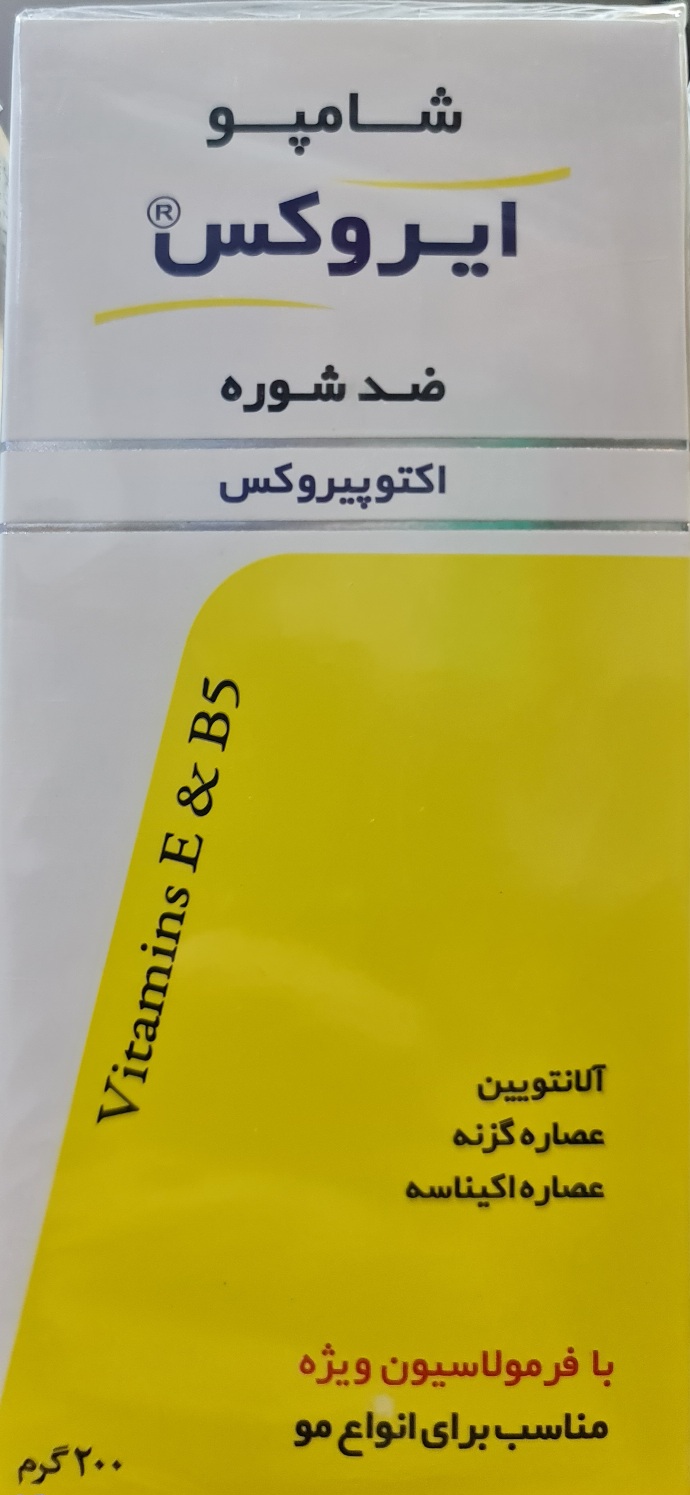 شامپو
ایروکس®
ضد شوره
اکتوپیروکس
Vitamins E & B5
آلانتویین
عصاره گزنه
عصاره اکیناسه
با فرمولاسیون ویژه
مناسب برای انواع مو
۲۰۰ گرم